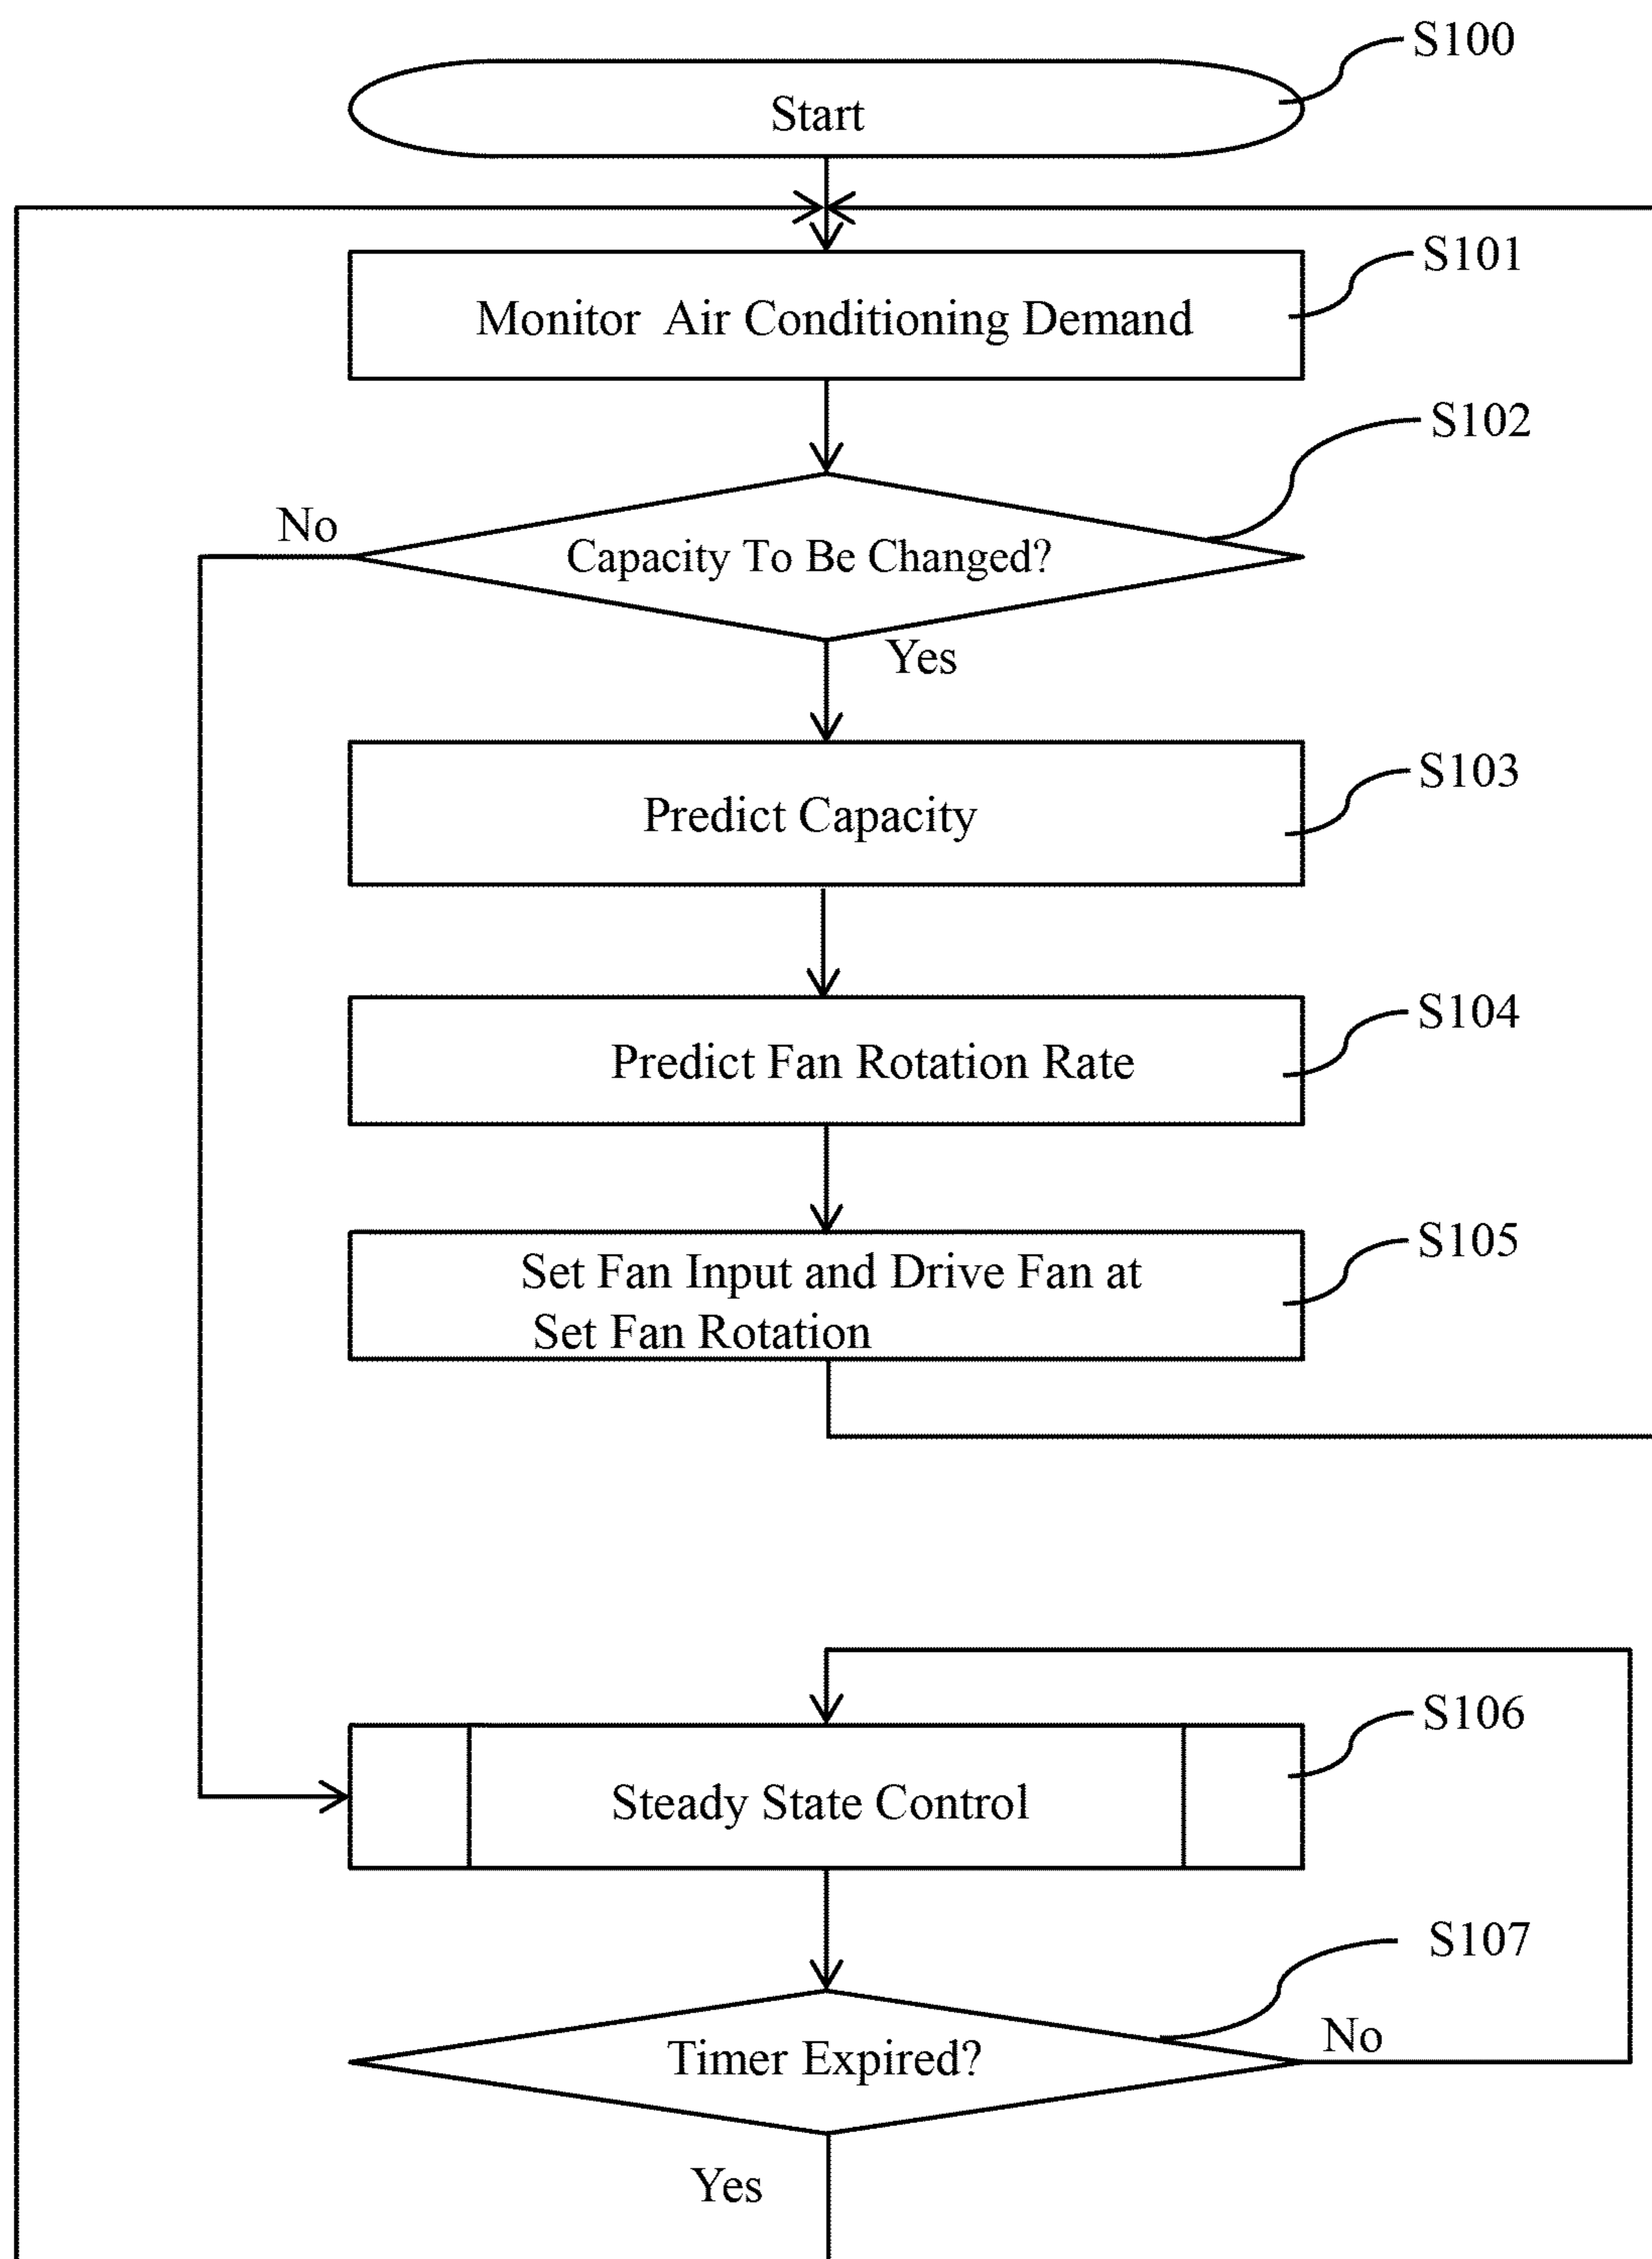 S100
Start
S101
Monitor Air Conditioning Demand
S102
No
Capacity To Be Changed?
Yes
S103
Predict Capacity
S104
Predict Fan Rotation Rate
S105
Set Fan Input and Drive Fan at
Set Fan Rotation
S106
Steady State Control
S107
No
Timer Expired?
Yes